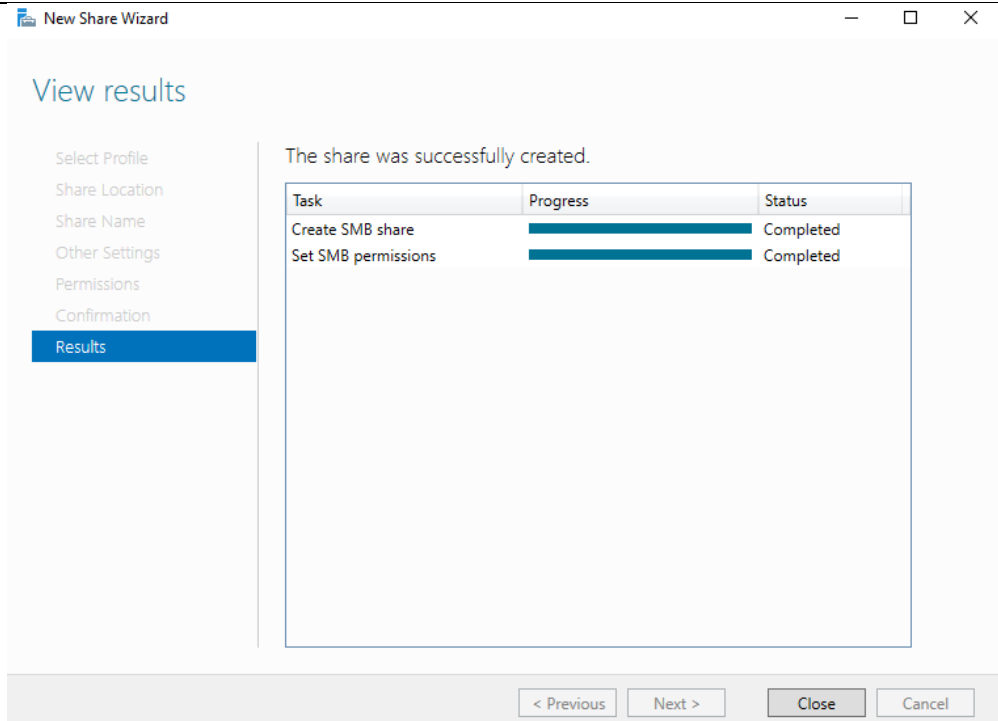 New Share Wizard
View results
Select Profile
Share Location
Share Name
Other Settings
Permissions
Confirmation
Results
The share was successfully created.
Task Progress Status
Create SMB share Completed
Set SMB permissions Completed
< Previous Next > Close Cancel